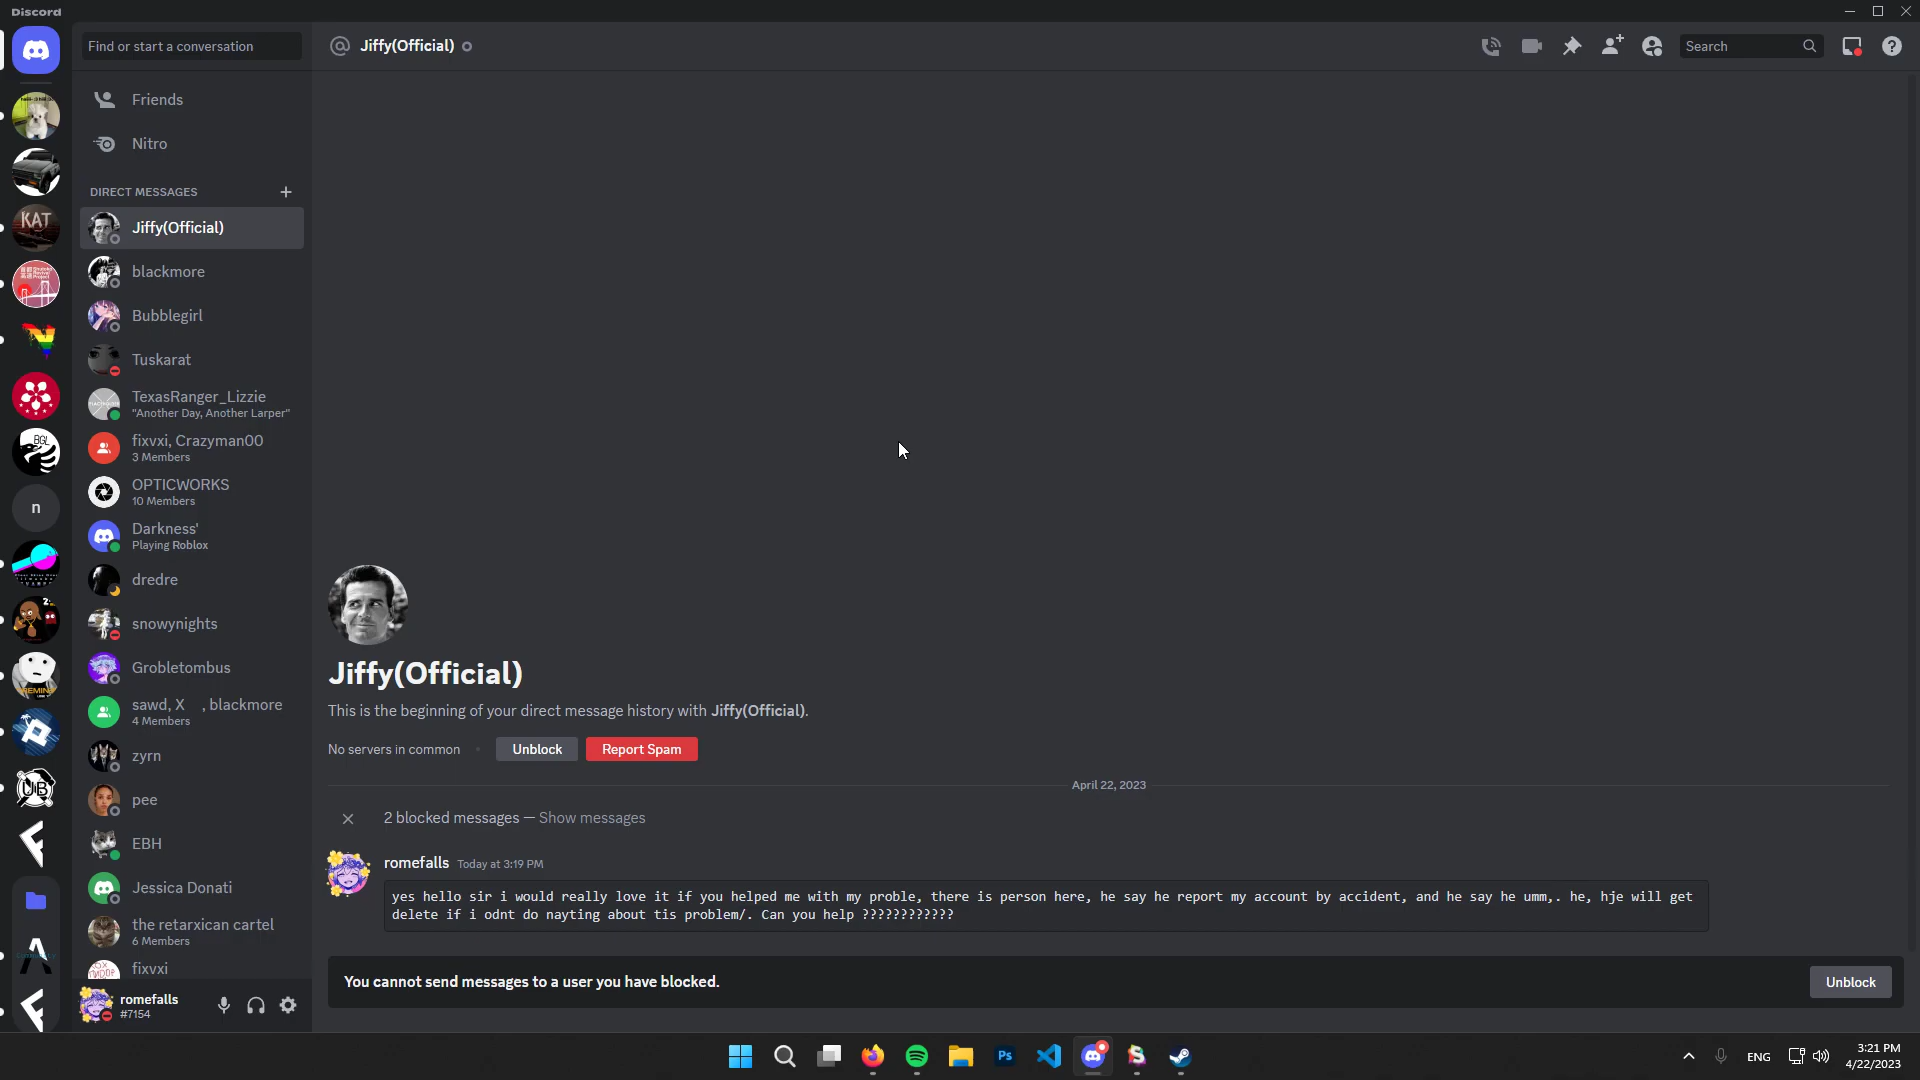 Discord
Find or start a conversation
Friends
Nitro
DIRECT MESSAGES
Jiffy(Official)
blackmore
Bubblegirl
Tuskarat
TexasRanger_Lizzie
"Another Day, Another Larper"
fixvxi, Crazyman00
3 Members
OPTICWORKS
10 Members
Darkness'
Playing Roblox
dredre
snowynights
Grobletombus
sawd, X , blackmore
4 Members
zyrn
pee
EBH
Jessica Donati
the retarxican cartel
6 Members
fixvxi
romefalls
#7154
KAT
BGL
n
UB
Jiffy(Official)
Search
Jiffy(Official)
This is the beginning of your direct message history with Jiffy(Official).
No servers in common
Unblock
Report Spam
April 22, 2023
2 blocked messages — Show messages
romefalls Today at 3:19 PM
yes hello sir i would really love it if you helped me with my proble, there is person here, he say he report my account by accident, and he say he umm,. he, hje will get
delete if i odnt do nayting about tis problem/. Can you help ????????????
You cannot send messages to a user you have blocked.
Unblock
Ps
ENG
3:21 PM
4/22/2023